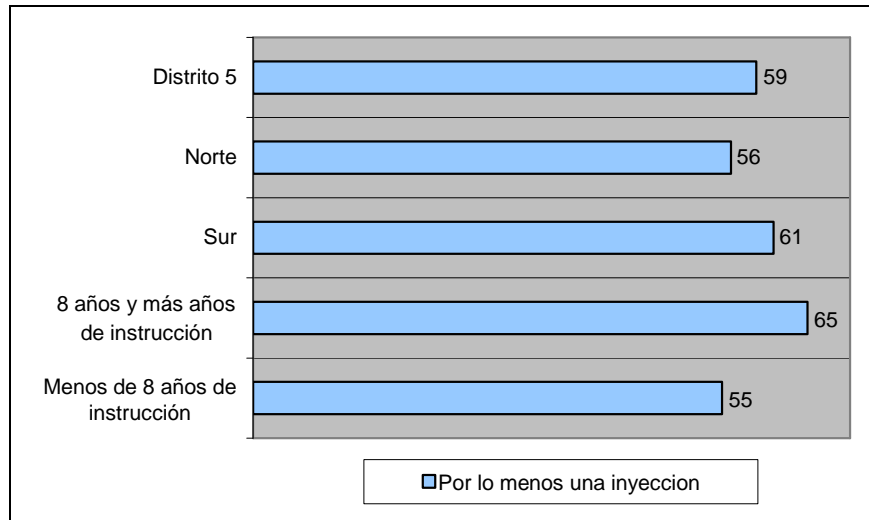 Distrito 5
59
Norte
56
Sur
61
8 años y más años
de instrucción
65
Menos de 8 años de
instrucción
55
Por lo menos una inyeccion